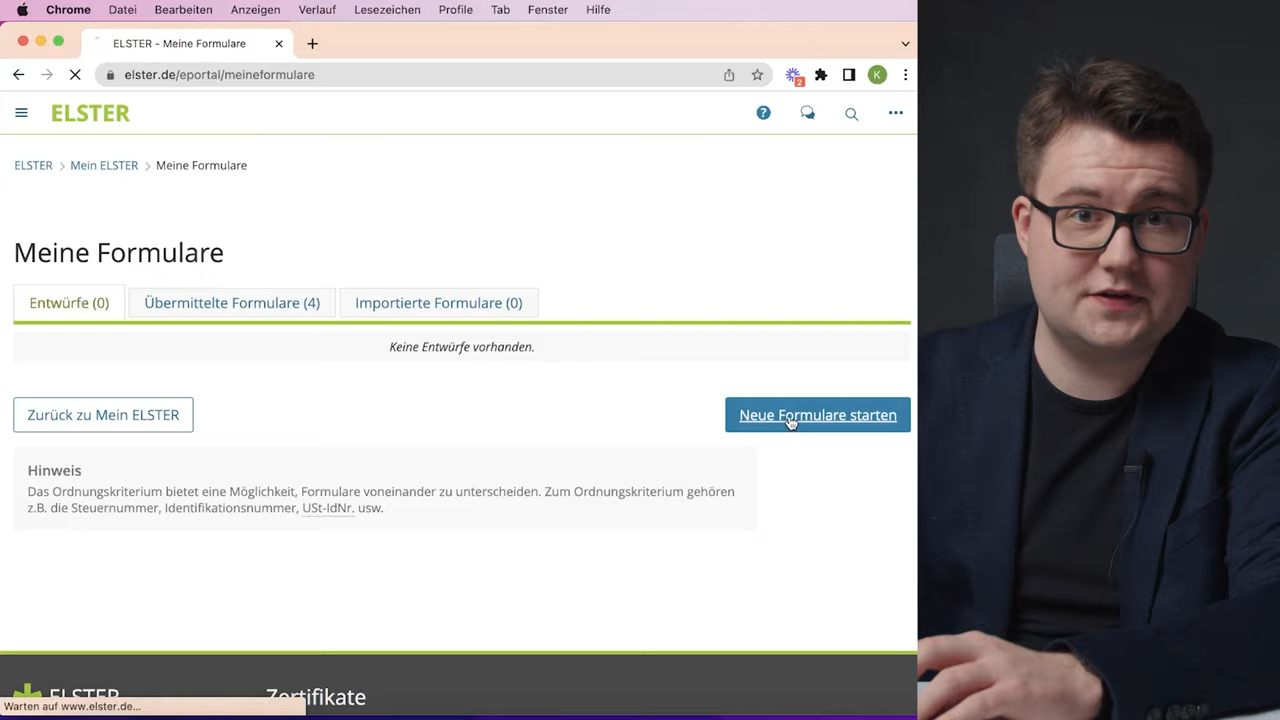 Chrome Datei Bearbeiten Anzeigen Verlauf Lesezeichen Profile Tab Fenster Hilfe
ELSTER - Meine Formulare
elster.de/eportal/meineformulare
2
K
ELSTER
ELSTER > Mein ELSTER > Meine Formulare
Meine Formulare
Entwürfe (0) Übermittelte Formulare (4) Importierte Formulare (0)
Keine Entwürfe vorhanden.
Zurück zu Mein ELSTER Neue Formulare starten
Hinweis
Das Ordnungskriterium bietet eine Möglichkeit, Formulare voneinander zu unterscheiden. Zum Ordnungskriterium gehören
z.B. die Steuernummer, Identifikationsnummer, USt-IdNr. usw.
ELSTER Zertifikate
Warten auf www.elster.de...